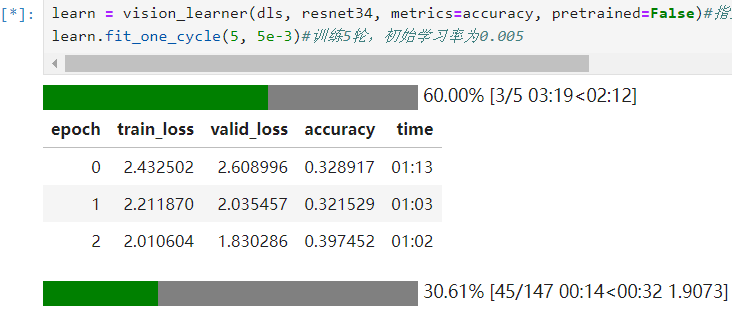 [*]: learn = vision_learner(dls, resnet34, metrics=accuracy, pretrained=False)#指
learn.fit_one_cycle(5, 5e-3)#训练5轮，初始学习率为0.005
60.00% [3/5 03:19<02:12]
epoch train_loss valid_loss accuracy time
0 2.432502 2.608996 0.328917 01:13
1 2.211870 2.035457 0.321529 01:03
2 2.010604 1.830286 0.397452 01:02
30.61% [45/147 00:14<00:32 1.9073]